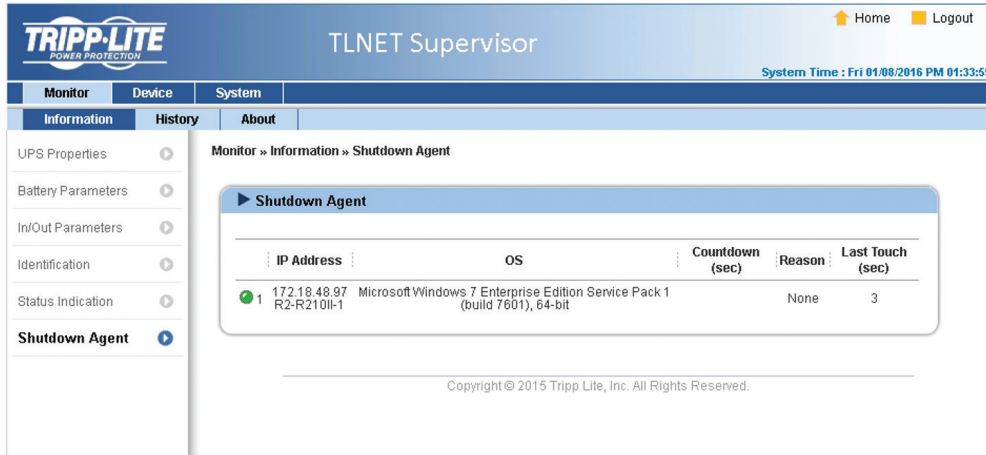 TRIPP·LITE
POWER PROTECTION
TLNET Supervisor
Home
Logout
System Time : Fri 01/08/2016 PM 01:33:5
Monitor Device System
Information History About
UPS Properties
Battery Parameters
In/Out Parameters
Identification
Status Indication
Shutdown Agent
Monitor » Information » Shutdown Agent
Shutdown Agent
IP Address OS Countdown (sec) Reason Last Touch (sec)
1 172.18.48.97 Microsoft Windows 7 Enterprise Edition Service Pack 1 None 3
R2-R210II-1 (build 7601), 64-bit
Copyright © 2015 Tripp Lite, Inc. All Rights Reserved.